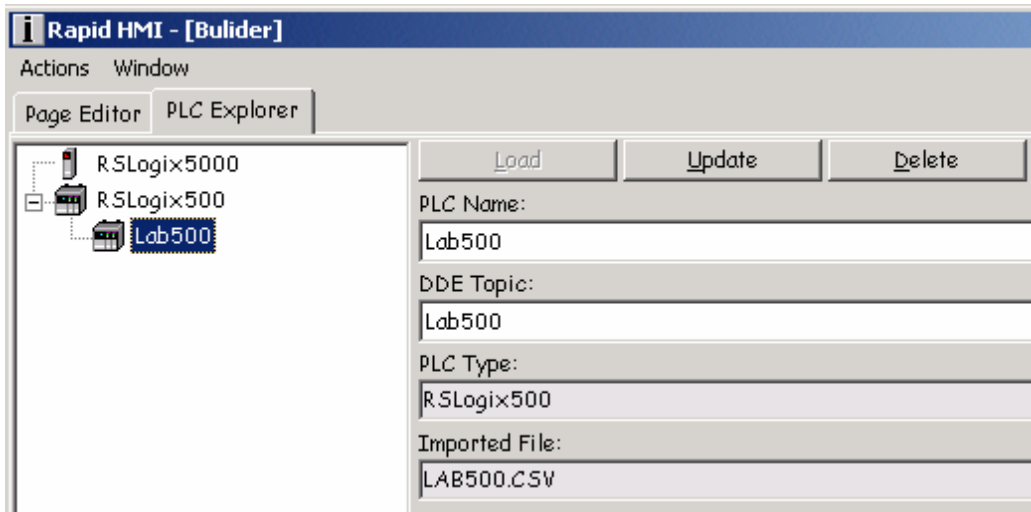 Rapid HMI - [Bulider]
Actions Window
Page Editor PLC Explorer
RSLogix5000
RSLogix500
Lab500
Load Update Delete
PLC Name:
Lab500
DDE Topic:
Lab500
PLC Type:
RSLogix500
Imported File:
LAB500.CSV